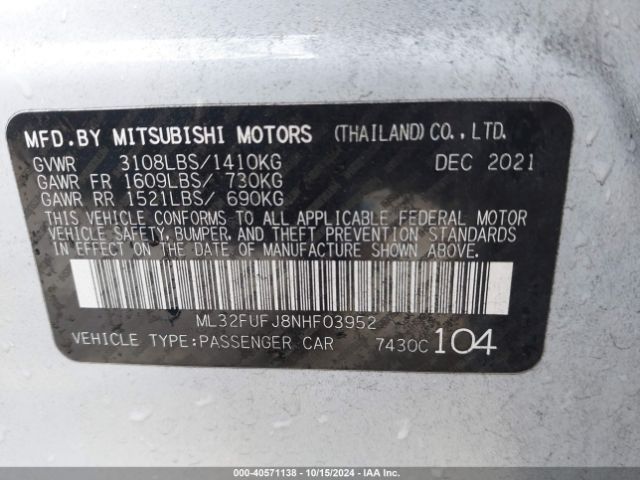 MFD.BY MITSUBISHI MOTORS (THAILAND)CO.,LTD.
GVWR 3108LBS/1410KG DEC 2021
GAWR FR 1609LBS/ 730KG
GAWR RR 1521LBS/ 690KG
THIS VEHICLE CONFORMS TO ALL APPLICABLE FEDERAL MOTOR
VEHICLE SAFETY, BUMPER, AND THEFT PREVENTION STANDARDS
IN EFFECT ON THE DATE OF MANUFACTURE SHOWN ABOVE.
ML32FUFJ8NHF03952
VEHICLE TYPE:PASSENGER CAR 7430C 104
000-40571138 - 10/15/2024 - IAA Inc.